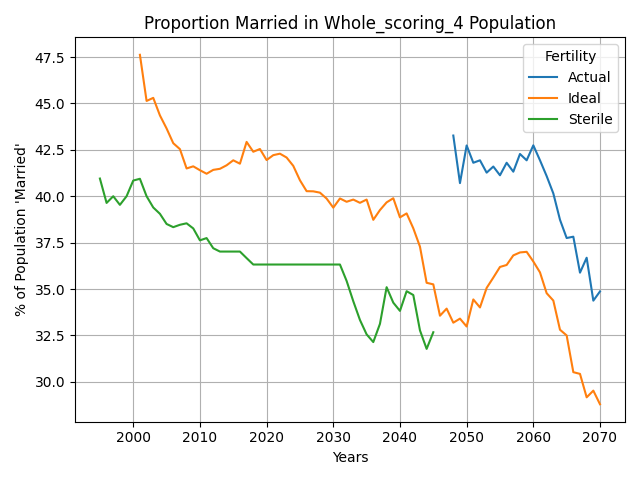 Proportion Married in Whole_scoring_4 Population
Fertility
Actual
Ideal
Sterile
% of Population 'Married'
47.5
45.0
42.5
40.0
37.5
35.0
32.5
30.0
2000 2010 2020 2030 2040 2050 2060 2070
Years